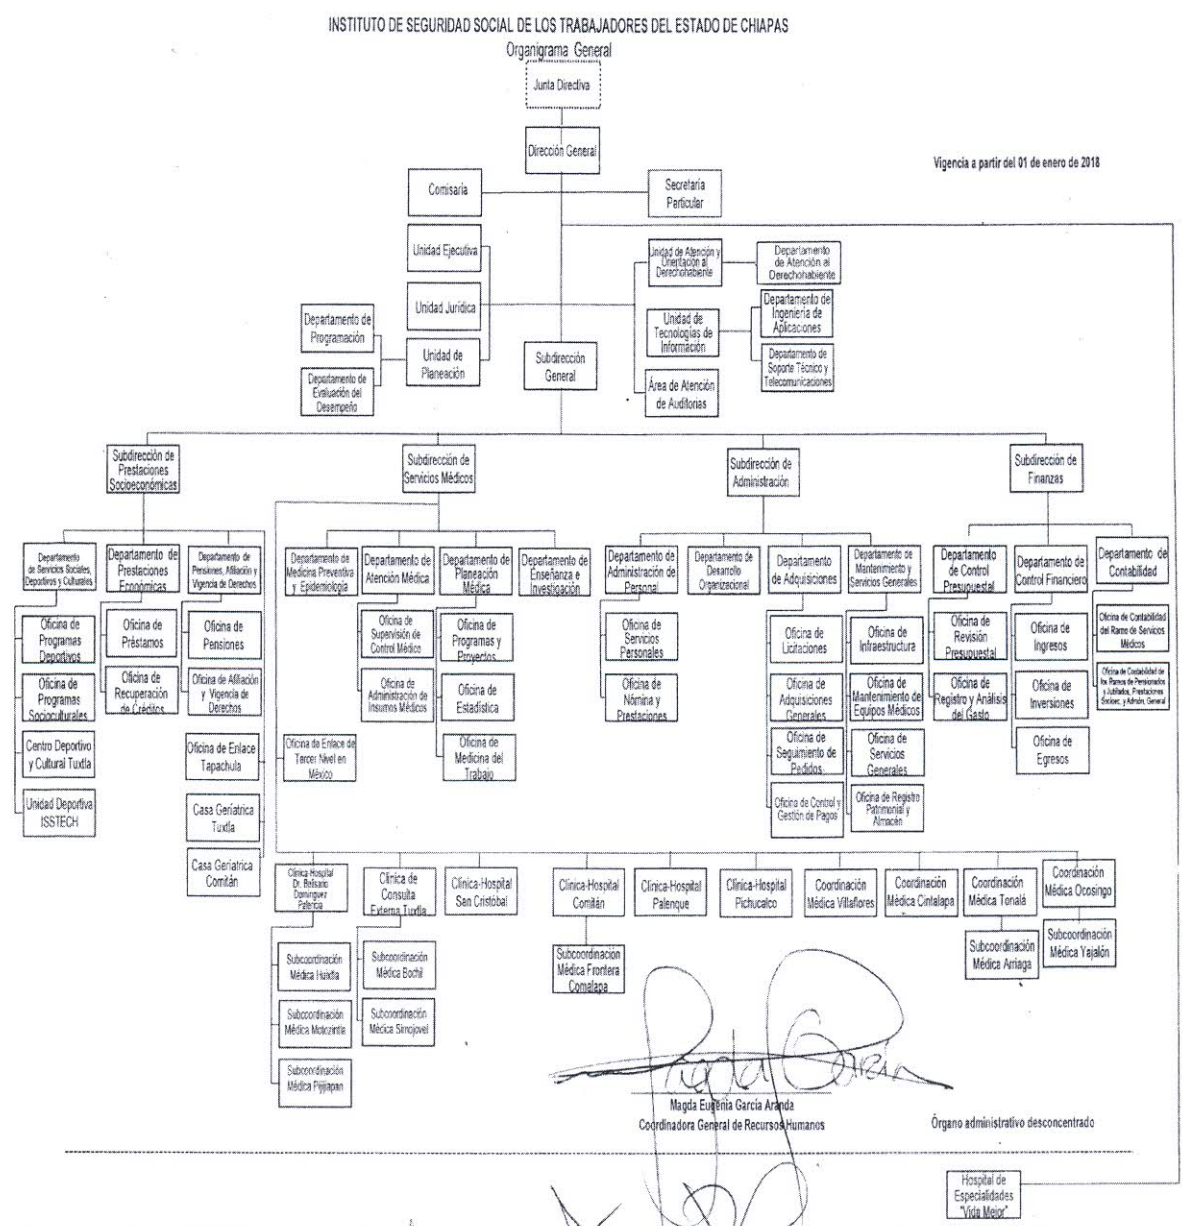 INSTITUTO DE SEGURIDAD SOCIAL DE LOS TRABAJADORES DEL ESTADO DE CHIAPAS
Organigrama General
Junta Directiva
Dirección General
Vigencia a partir del 01 de enero de 2018
Comisaría
Secretaría
Particular
Unidad Ejecutiva
Unidad de Atención y
Orientación al
Derechohabiente
Departamento
de Atención al
Derechohabiente
Unidad Jurídica
Unidad de
Tecnologías de
Información
Departamento de
Ingeniería de
Aplicaciones
Departamento de
Soporte Técnico y
Telecomunicaciones
Departamento de
Programación
Unidad de
Planeación
Departamento de
Evaluación del
Desempeño
Subdirección
General
Área de Atención
de Auditorias
Subdirección de
Prestaciones
Socioeconómicas
Subdirección de
Servicios Médicos
Subdirección de
Administración
Subdirección de
Finanzas
Departamento
de Servicios Sociales,
Deportivos y Culturales
Departamento de
Prestaciones
Económicas
Departamento de
Pensiones, Afiliación y
Vigencia de Derechos
Departamento de
Medicina Preventiva
y Epidemiología
Departamento de
Atención Médica
Departamento de
Planeación
Médica
Departamento de
Enseñanza e
Investigación
Departamento de
Administración de
Personal
Departamento de
Desarrollo
Organizacional
Departamento
de Adquisiciones
Departamento de
Mantenimiento y
Servicios Generales
Departamento
de Control
Presupuestal
Departamento de
Control Financiero
Departamento de
Contabilidad
Oficina de
Programas
Deportivos
Oficina de
Préstamos
Oficina de
Pensiones
Oficina de
Supervisión de
Control Médico
Oficina de
Programas y
Proyectos
Oficina de
Servicios
Personales
Oficina de
Licitaciones
Oficina de
Infraestructura
Oficina de
Revisión
Presupuestal
Oficina de
Ingresos
Oficina de Contabilidad
del Ramo de Servicios
Médicos
Oficina de
Programas
Socioculturales
Oficina de
Recuperación
de Créditos
Oficina de Afiliación
y Vigencia de
Derechos
Oficina de
Administración de
Insumos Médicos
Oficina de
Estadística
Oficina de
Nómina y
Prestaciones
Oficina de
Adquisiciones
Generales
Oficina de
Mantenimiento de
Equipos Médicos
Oficina de
Registro y Análisis
del Gasto
Oficina de
Inversiones
Oficina de Contabilidad de
los Ramos de Pensionados
y Jubilados, Prestaciones
Socioec. y Admón. General
Centro Deportivo
y Cultural Tuxtla
Oficina de Enlace
Tapachula
Oficina de Enlace de
Tercer Nivel en
México
Oficina de
Medicina del
Trabajo
Oficina de
Seguimiento de
Pedidos
Oficina de
Servicios
Generales
Oficina de
Egresos
Unidad Deportiva
ISSTECH
Casa Geriatrica
Tuxtla
Oficina de Control y
Gestión de Pagos
Oficina de Registro
Patrimonial y
Almacén
Casa Geriatrica
Comitán
Clínica-Hospital
Dr. Belisario
Domínguez
Palencia
Clínica de
Consulta
Externa Tuxtla
Clínica-Hospital
San Cristóbal
Clínica-Hospital
Comitán
Clínica-Hospital
Palenque
Clínica-Hospital
Pichucalco
Coordinación
Médica Villaflores
Coordinación
Médica Cintalapa
Coordinación
Médica Tonalá
Coordinación
Médica Ocosingo
Subcoordinación
Médica Huixtla
Subcoordinación
Médica Bochil
Subcoordinación
Médica Frontera
Comalapa
Subcoordinación
Médica Arriaga
Subcoordinación
Médica Yajalón
Subcoordinación
Médica Motozintla
Subcoordinación
Médica Simojovel
Subcoordinación
Médica Pijijiapan
Magda Eugenia García Aranda
Coordinadora General de Recursos Humanos
Órgano administrativo desconcentrado
Hospital de
Especialidades
"Vida Mejor"